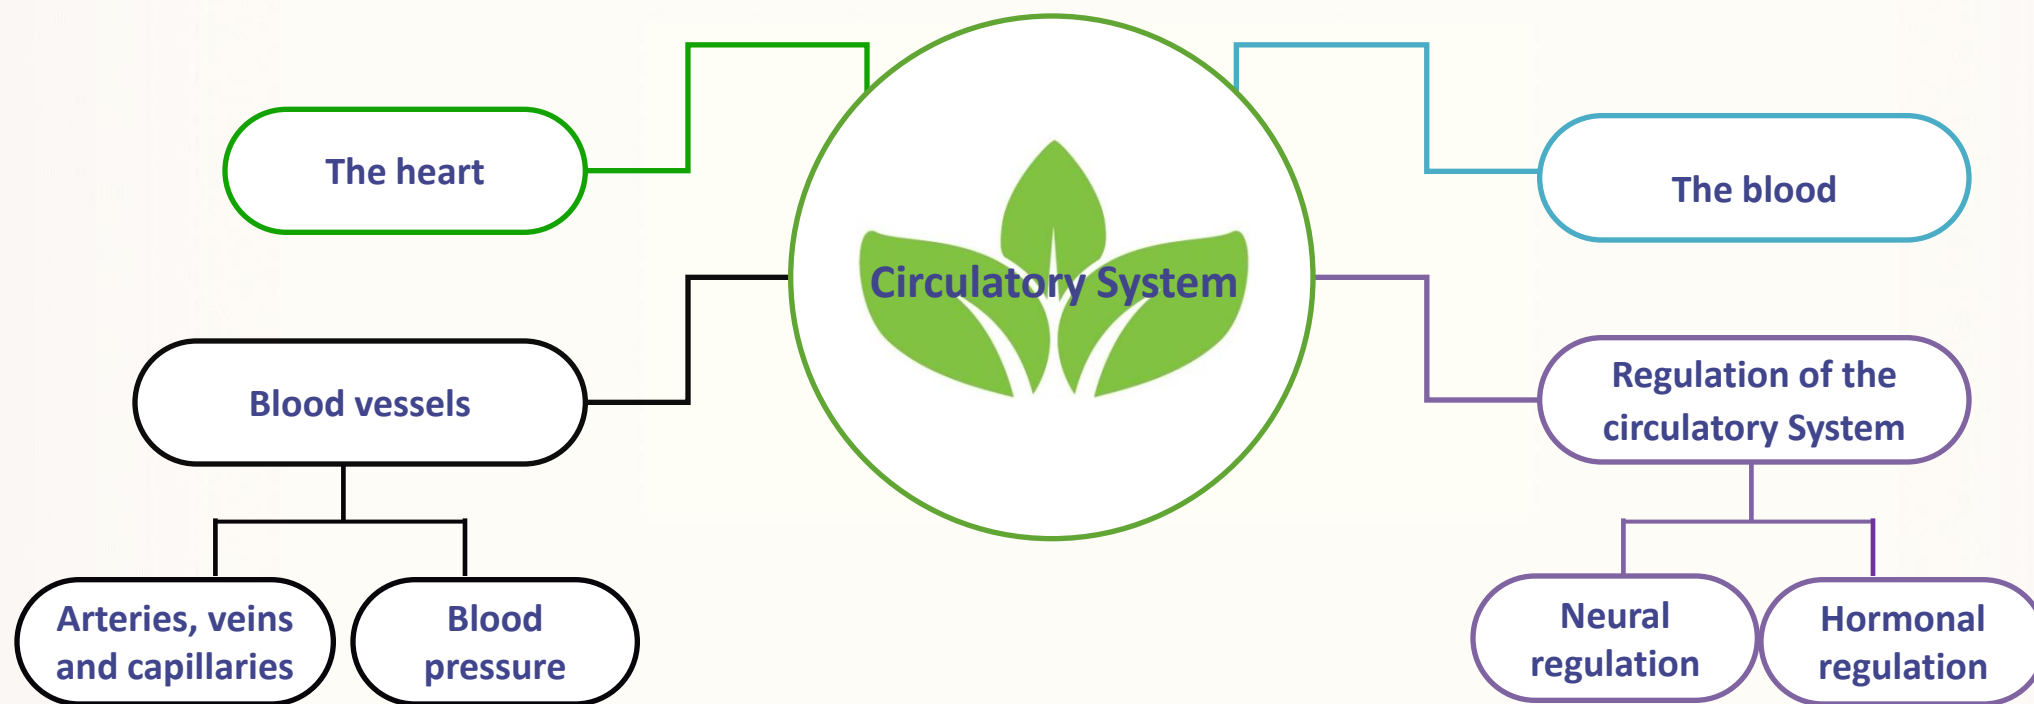 Circulatory System
The heart
The blood
Blood vessels
Regulation of the
circulatory System
Arteries, veins
and capillaries
Blood
pressure
Neural
regulation
Hormonal
regulation